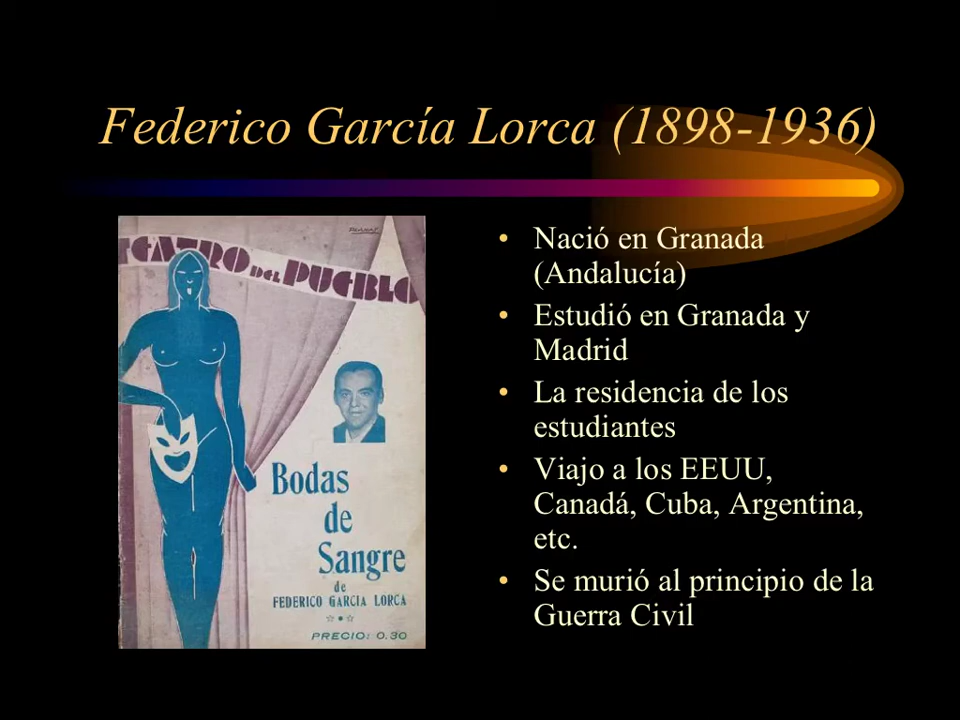 Federico García Lorca (1898-1936)
TEATRO DEL PUEBLO
Bodas
de
Sangre
de
FEDERICO GARCIA LORCA
PRECIO: 0.30
• Nació en Granada
(Andalucía)
• Estudió en Granada y
Madrid
• La residencia de los
estudiantes
• Viajo a los EEUU,
Canadá, Cuba, Argentina,
etc.
• Se murió al principio de la
Guerra Civil